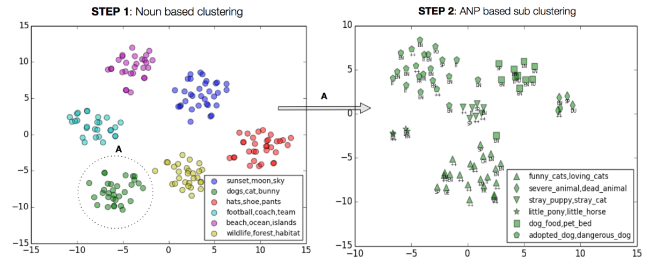 STEP 1: Noun based clustering
STEP 2: ANP based sub clustering
15
10
5
0
−5
−10
−15
−15
−10
−5
0
5
10
15
A
sunset,moon,sky
dogs,cat,bunny
hats,shoe,pants
football,coach,team
beach,ocean,island
wildlife,forest,habitat
A
10
5
0
−5
−10
−15
−15
−10
−5
0
5
10
15
funny_cats,loving_cats
severe_animal,dead_animal
stray_puppy,stray_cat
little_pony,little_horse
dog_food,pet_bed
adopted_dog,dangerous_dog